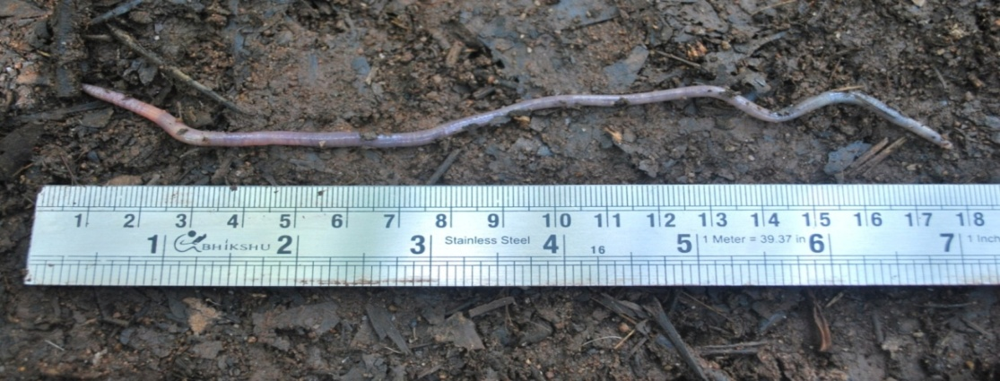 1 2 3 4 5 6 7 8 9 10 11 12 13 14 15 16 17 18
1 BHIKSHU 2 3 Stainless Steel 4 16 5 1 Meter = 39.37 in 6 7 1 Inch